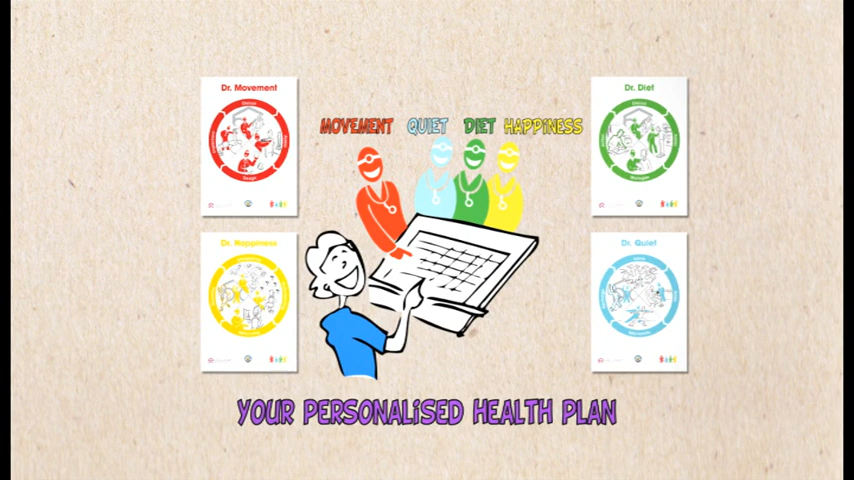 Dr. Movement
Dr. Diet
MOVEMENT QUIET DIET HAPPINESS
Dr. Happiness
Dr. Quiet
YOUR PERSONALISED HEALTH PLAN